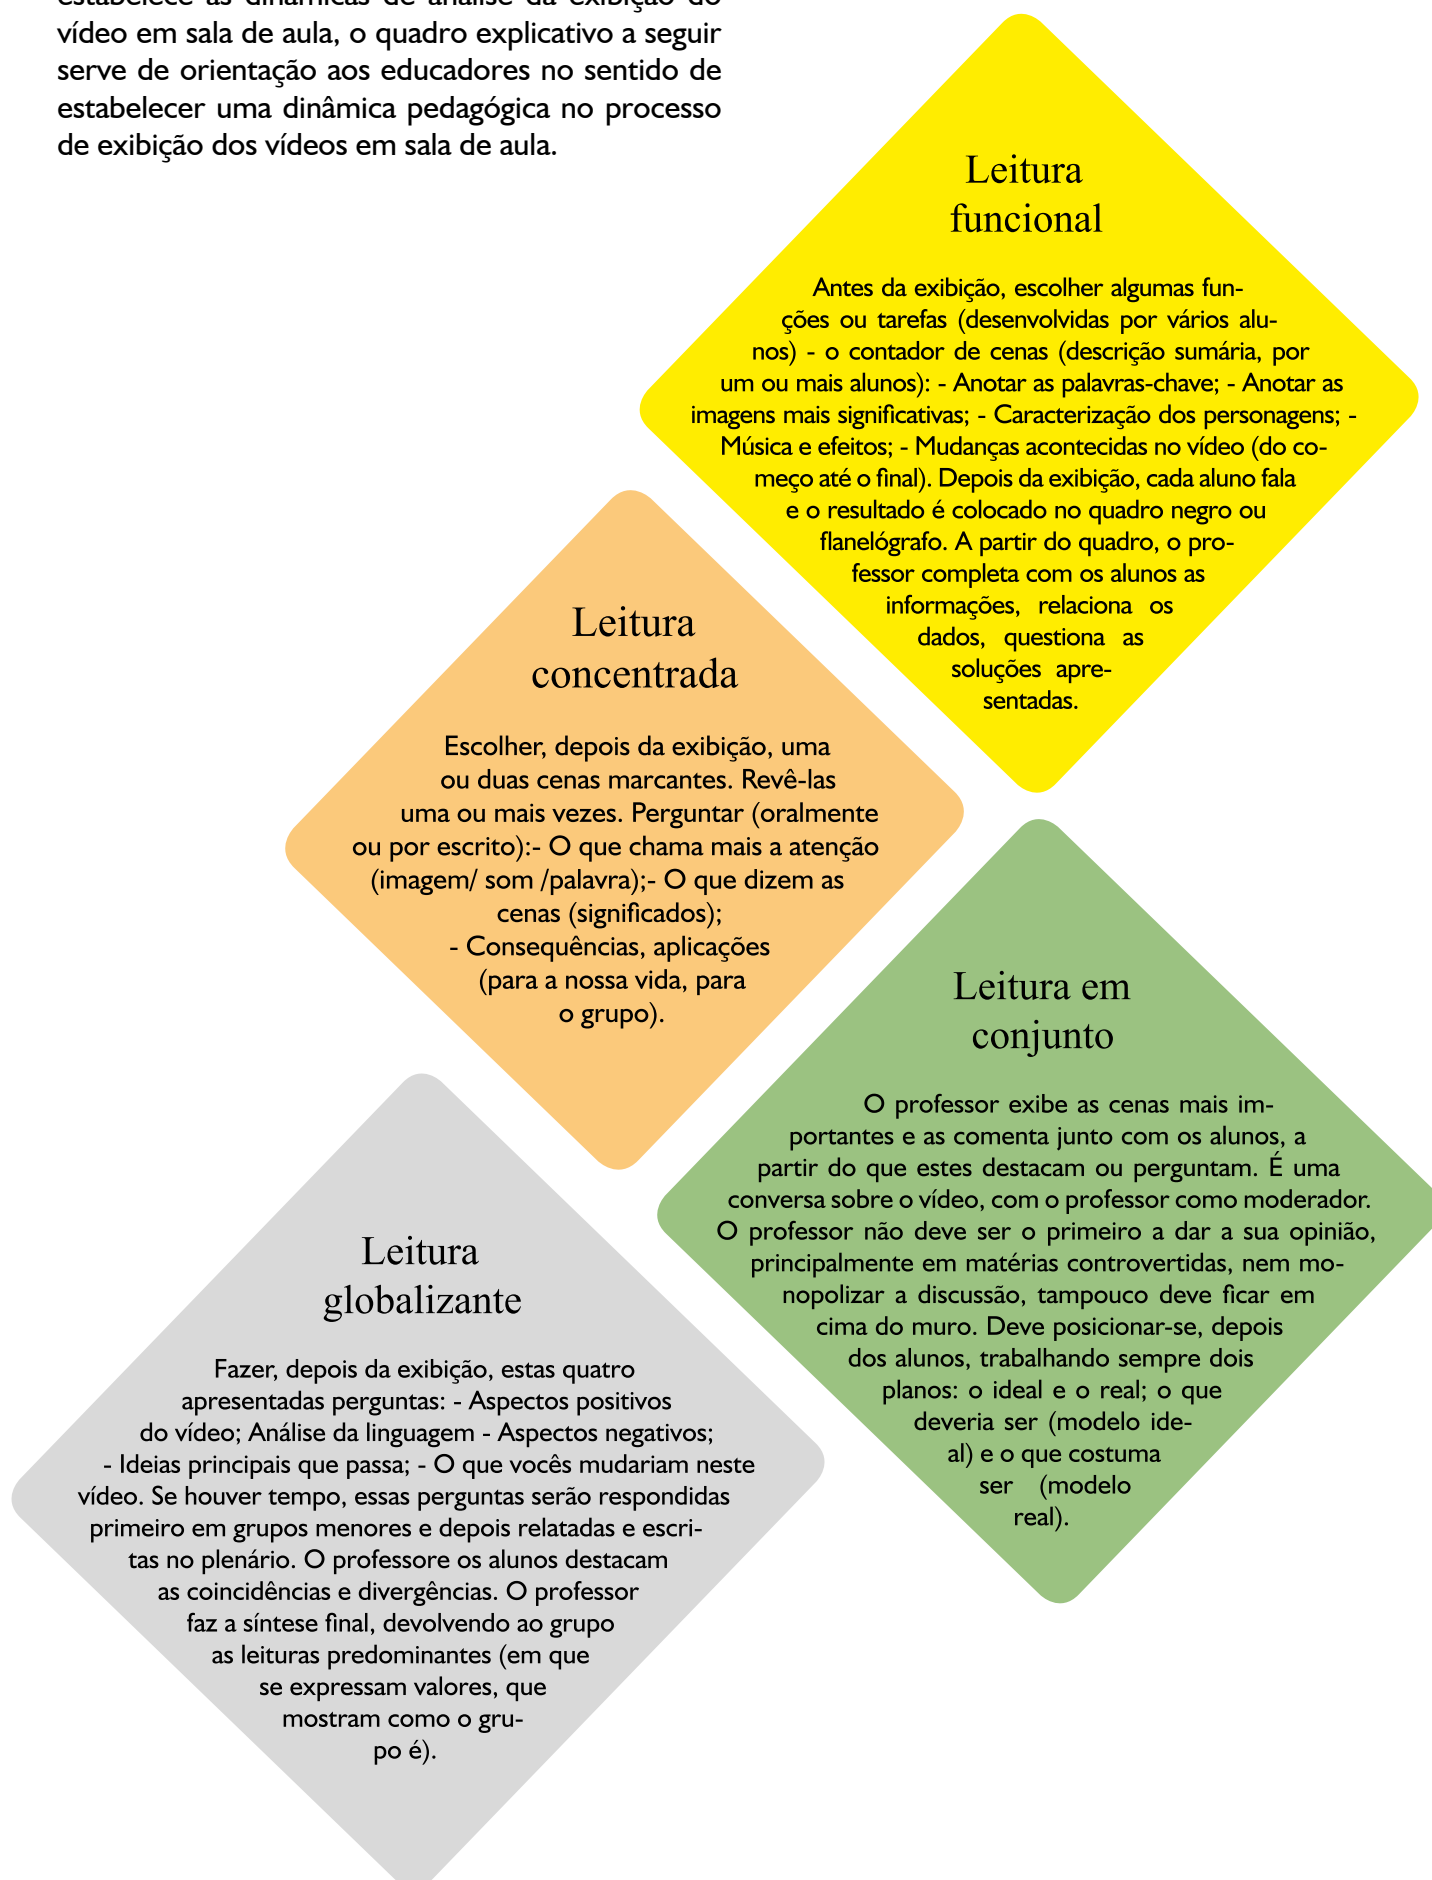 estabelece as dinâmicas de análise da exibição do
vídeo em sala de aula, o quadro explicativo a seguir
serve de orientação aos educadores no sentido de
estabelecer uma dinâmica pedagógica no processo
de exibição dos vídeos em sala de aula.
Leitura
funcional
Antes da exibição, escolher algumas fun-
ções ou tarefas (desenvolvidas por vários alu-
nos) - o contador de cenas (descrição sumária, por
um ou mais alunos): - Anotar as palavras-chave; - Anotar as
imagens mais significativas; - Caracterização dos personagens; -
Música e efeitos; - Mudanças acontecidas no vídeo (do co-
meço até o final). Depois da exibição, cada aluno fala
e o resultado é colocado no quadro negro ou
flanelógrafo. A partir do quadro, o pro-
fessor completa com os alunos as
informações, relaciona os
dados, questiona as
soluções apre-
sentadas.
Leitura
concentrada
Escolher, depois da exibição, uma
ou duas cenas marcantes. Revê-las
uma ou mais vezes. Perguntar (oralmente
ou por escrito):- O que chama mais a atenção
(imagem/ som /palavra);- O que dizem as
cenas (significados);
- Consequências, aplicações
(para a nossa vida, para
o grupo).
Leitura em
conjunto
O professor exibe as cenas mais im-
portantes e as comenta junto com os alunos, a
partir do que estes destacam ou perguntam. É uma
conversa sobre o vídeo, com o professor como moderador.
O professor não deve ser o primeiro a dar a sua opinião,
principalmente em matérias controvertidas, nem mo-
nopolizar a discussão, tampouco deve ficar em
cima do muro. Deve posicionar-se, depois
dos alunos, trabalhando sempre dois
planos: o ideal e o real; o que
deveria ser (modelo ide-
al) e o que costuma
ser (modelo
real).
Leitura
globalizante
Fazer, depois da exibição, estas quatro
apresentadas perguntas: - Aspectos positivos
do vídeo; Análise da linguagem - Aspectos negativos;
- Ideias principais que passa; - O que vocês mudariam neste
vídeo. Se houver tempo, essas perguntas serão respondidas
primeiro em grupos menores e depois relatadas e escri-
tas no plenário. O professore os alunos destacam
as coincidências e divergências. O professor
faz a síntese final, devolvendo ao grupo
as leituras predominantes (em que
se expressam valores, que
mostram como o gru-
po é).